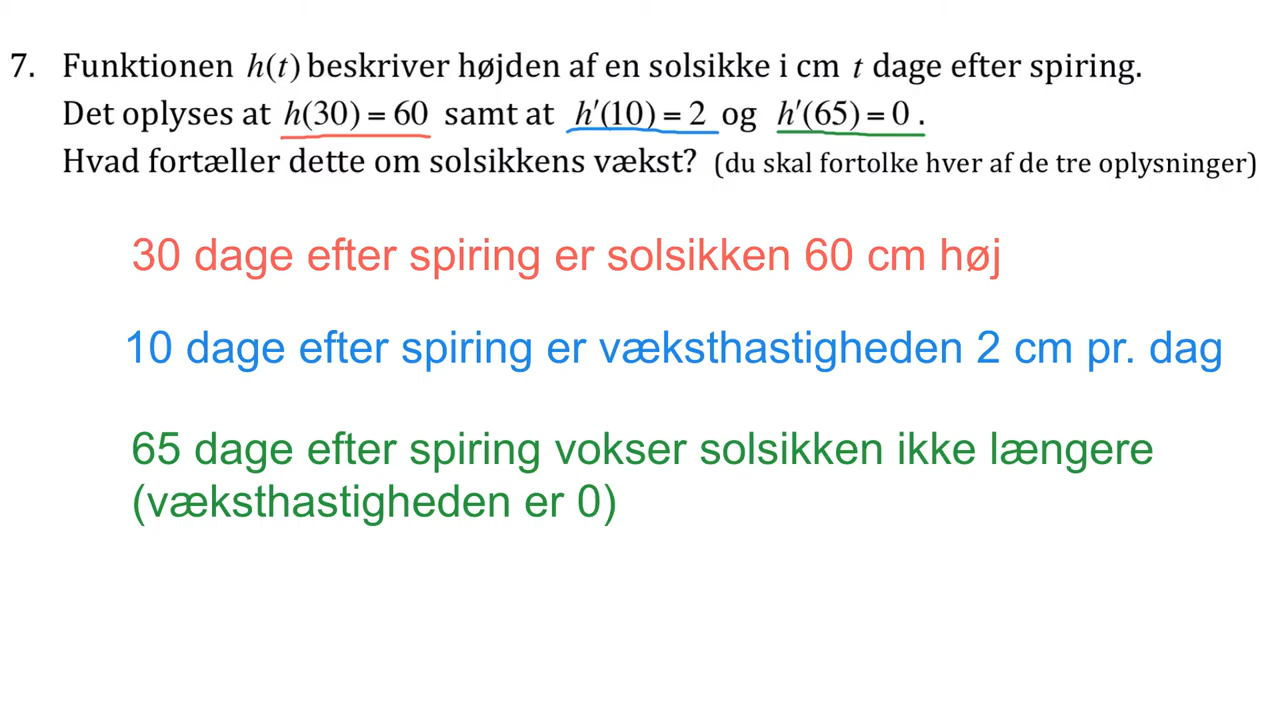 7. Funktionen h(t) beskriver højden af en solsikke i cm t dage efter spiring.
Det oplyses at h(30) = 60 samt at h′(10) = 2 og h′(65) = 0 .
Hvad fortæller dette om solsikkens vækst? (du skal fortolke hver af de tre oplysninger)
30 dage efter spiring er solsikken 60 cm høj
10 dage efter spiring er væksthastigheden 2 cm pr. dag
65 dage efter spiring vokser solsikken ikke længere
(væksthastigheden er 0)